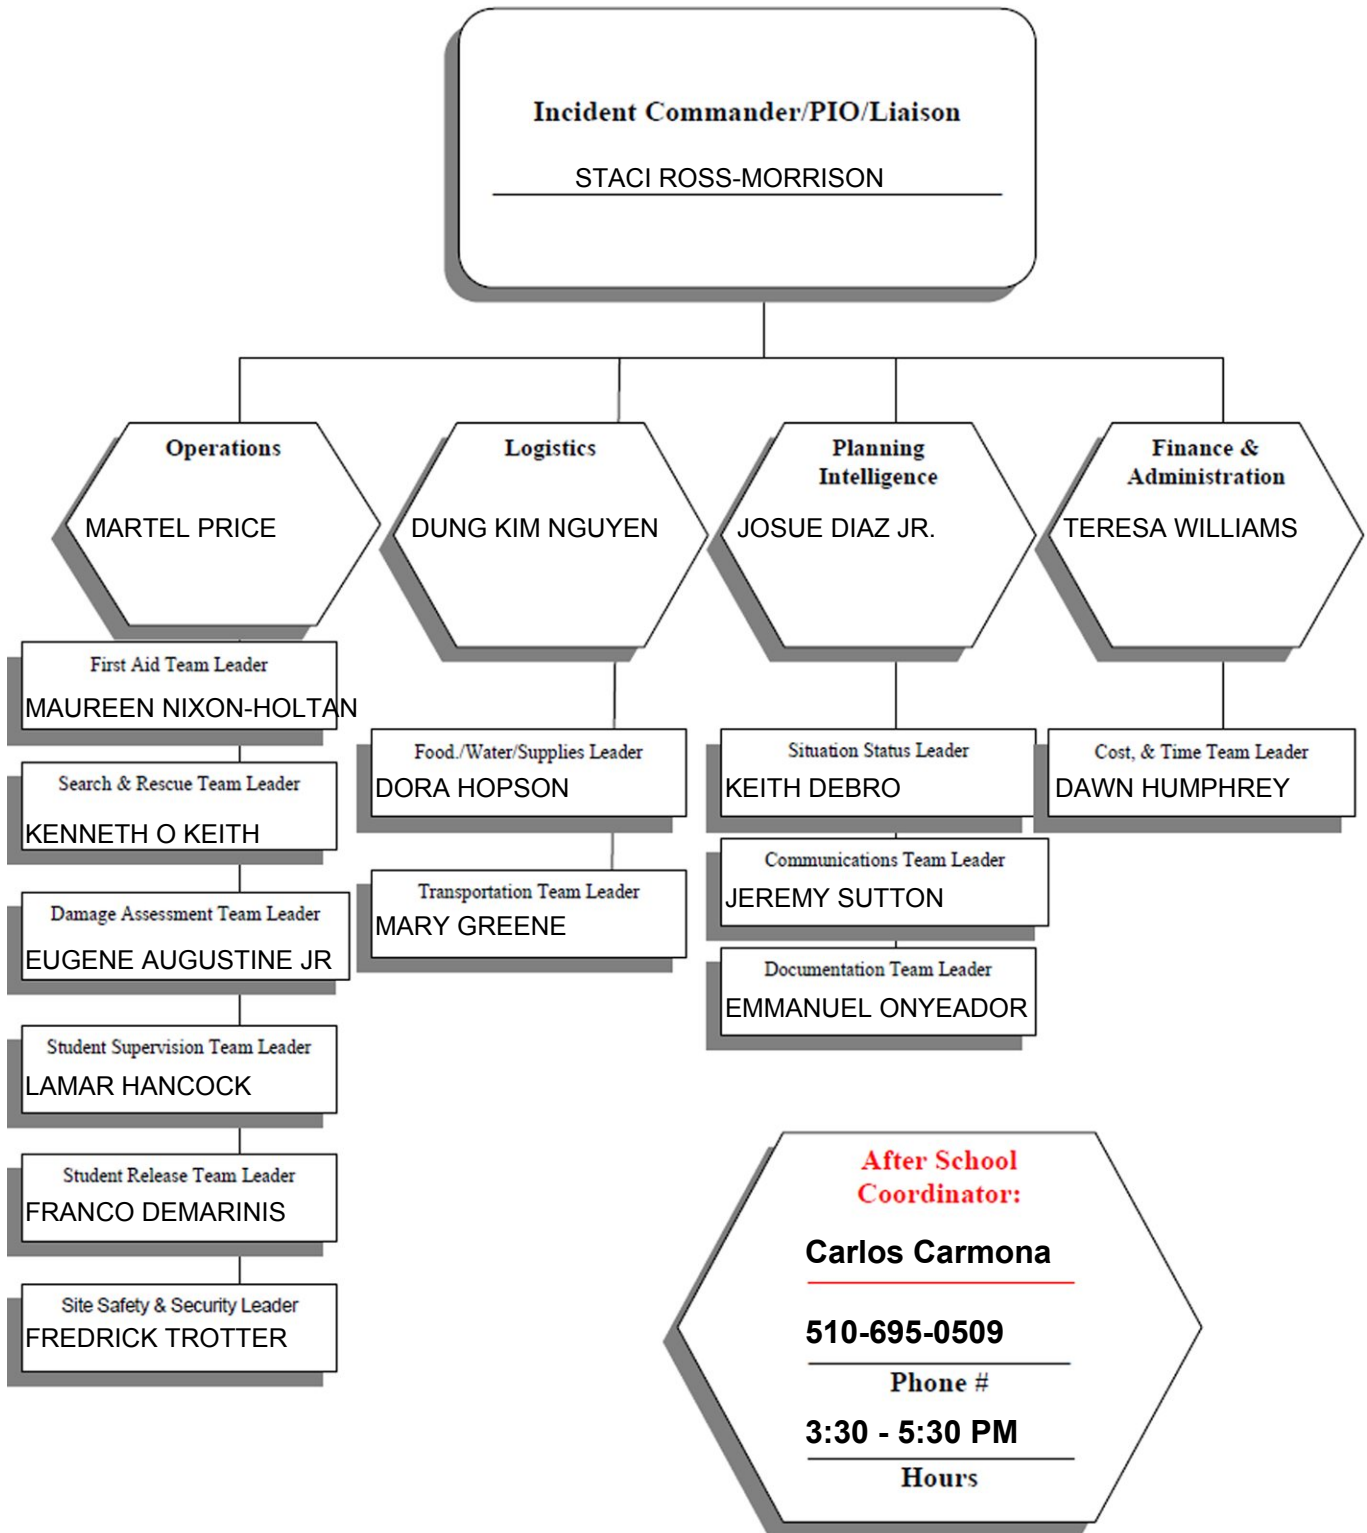 Incident Commander/PIO/Liaison
STACI ROSS-MORRISON
Operations
MARTEL PRICE
First Aid Team Leader
MAUREEN NIXON-HOLTAN
Search & Rescue Team Leader
KENNETH O KEITH
Damage Assessment Team Leader
EUGENE AUGUSTINE JR
Student Supervision Team Leader
LAMAR HANCOCK
Student Release Team Leader
FRANCO DEMARINIS
Site Safety & Security Leader
FREDRICK TROTTER
Logistics
DUNG KIM NGUYEN
Food./Water/Supplies Leader
DORA HOPSON
Transportation Team Leader
MARY GREENE
Planning
Intelligence
JOSUE DIAZ JR.
Situation Status Leader
KEITH DEBRO
Communications Team Leader
JEREMY SUTTON
Documentation Team Leader
EMMANUEL ONYEADOR
Finance &
Administration
TERESA WILLIAMS
Cost, & Time Team Leader
DAWN HUMPHREY
After School
Coordinator:
Carlos Carmona
510-695-0509
Phone #
3:30 - 5:30 PM
Hours